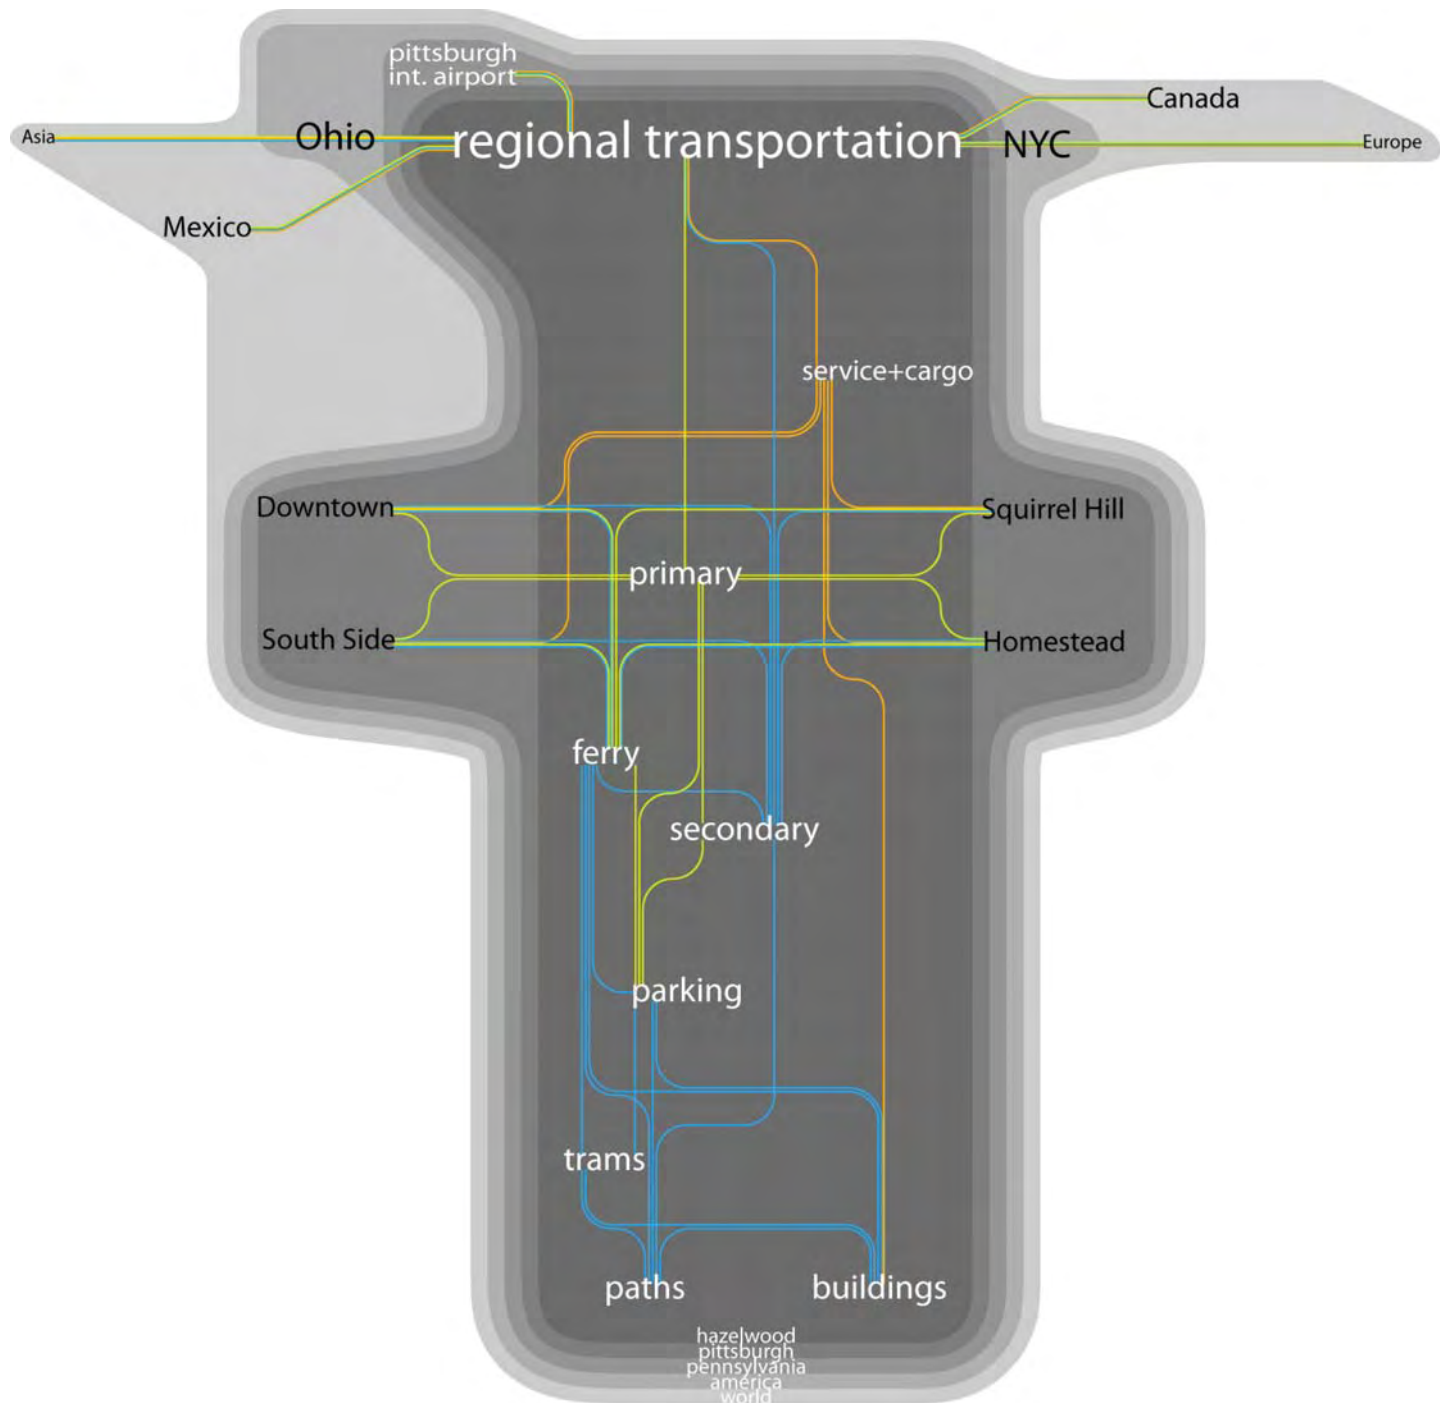 pittsburgh
int. airport
Canada
Asia
Ohio
regional transportation
NYC
Europe
Mexico
service+cargo
Downtown
Squirrel Hill
primary
South Side
Homestead
ferry
secondary
parking
trams
paths
buildings
hazelwood
pittsburgh
pennsylvania
america
world